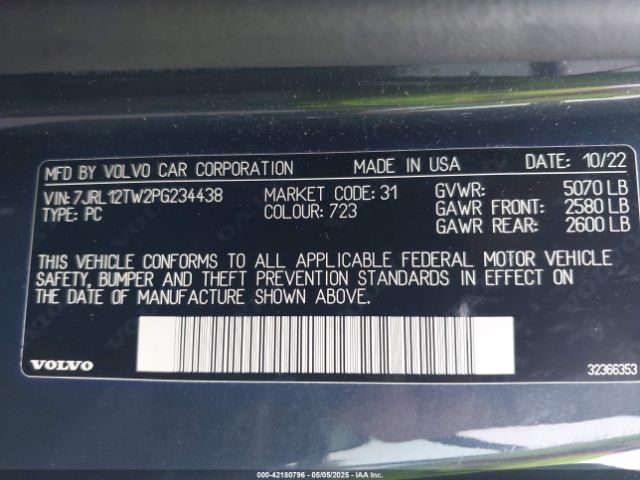 MFD BY VOLVO CAR CORPORATION MADE IN USA DATE: 10/22
VIN: 7JRL12TW2PG234438 MARKET CODE: 31 GVWR: 5070 LB
TYPE: PC COLOUR: 723 GAWR FRONT: 2580 LB
GAWR REAR: 2600 LB
THIS VEHICLE CONFORMS TO ALL APPLICABLE FEDERAL MOTOR VEHICLE
SAFETY, BUMPER AND THEFT PREVENTION STANDARDS IN EFFECT ON
THE DATE OF MANUFACTURE SHOWN ABOVE.
VOLVO 32366353
000-42180796 - 05/05/2025 - IAA Inc.